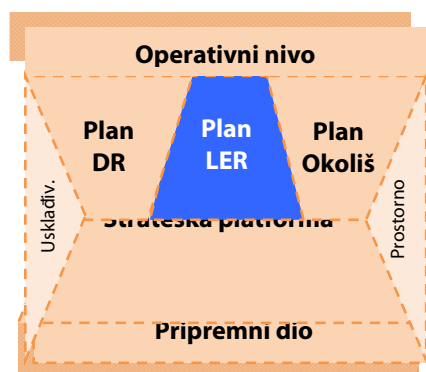 Operativni nivo
Plan
DR
Plan
LER
Plan
Okoliš
Usklađiv.
Prostorno
Strateška platforma
Pripremni dio